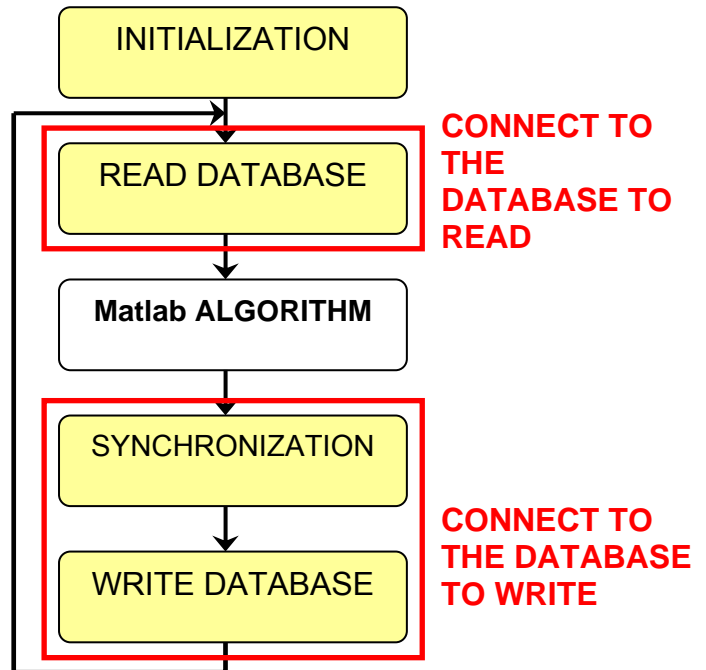 INITIALIZATION
CONNECT TO
THE
DATABASE TO
READ
READ DATABASE
Matlab ALGORITHM
SYNCHRONIZATION
CONNECT TO
THE DATABASE
TO WRITE
WRITE DATABASE